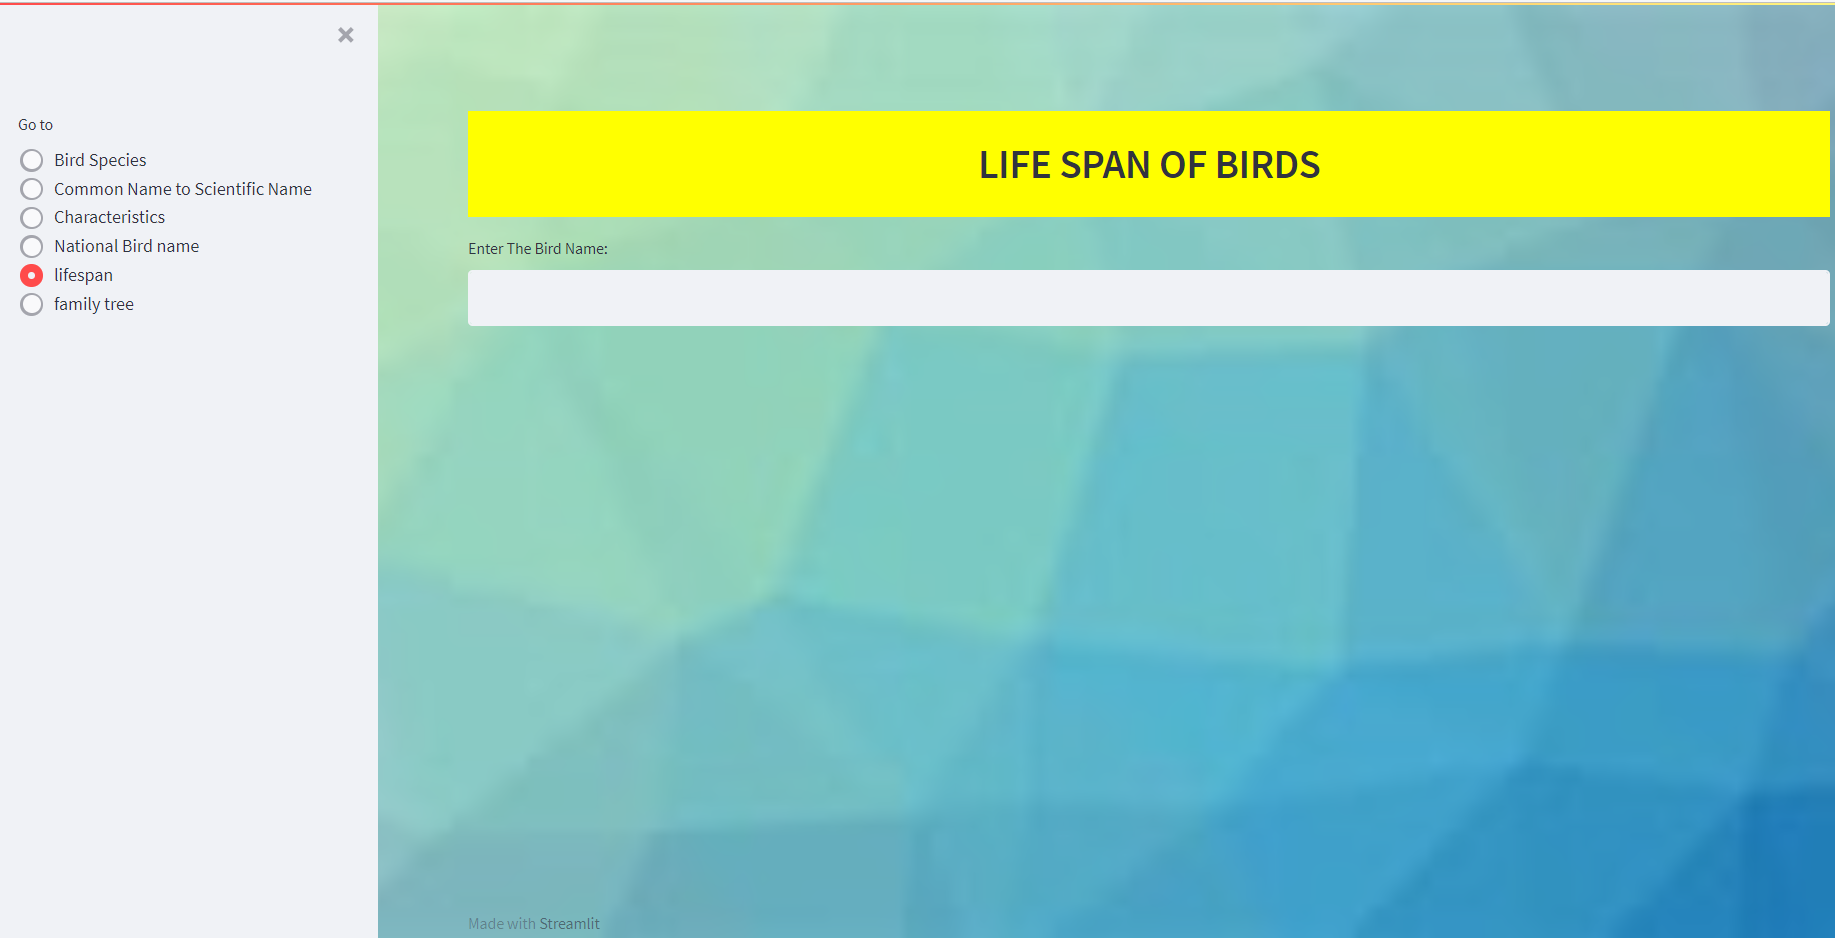 Go to
Bird Species
Common Name to Scientific Name
Characteristics
National Bird name
lifespan
family tree
LIFE SPAN OF BIRDS
Enter The Bird Name:
Made with Streamlit